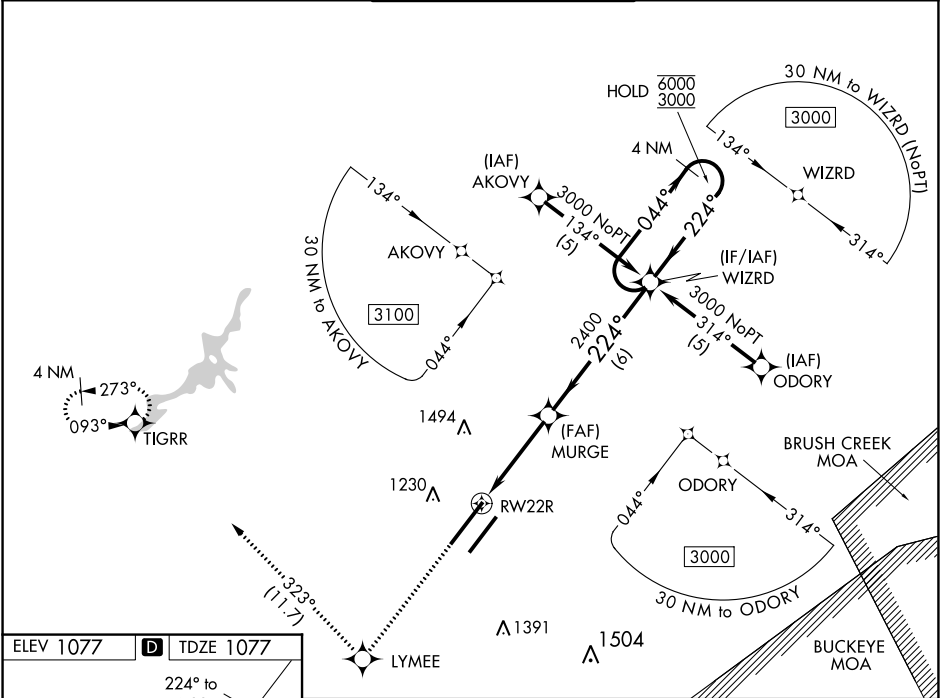 30 NM to WIZRD (NoPT)
3000
134°
WIZRD
314°
HOLD 6000
3000
4 NM
044°
224°
(IAF)
AKOVY
3000 NoPT
134°
(5)
(IF/IAF)
WIZRD
3000 NoPT
314°
(5)
(IAF)
ODORY
134°
AKOVY
3100
044°
30 NM to AKOVY
2400
224°
(6)
(FAF)
MURGE
4 NM
273°
093°
TIGRR
1494
1230
RW22R
ODORY
044°
314°
3000
30 NM to ODORY
BRUSH CREEK
MOA
BUCKEYE
MOA
323°
(11.7)
LYMEE
1391
1504
ELEV 1077 D TDZE 1077
224° to